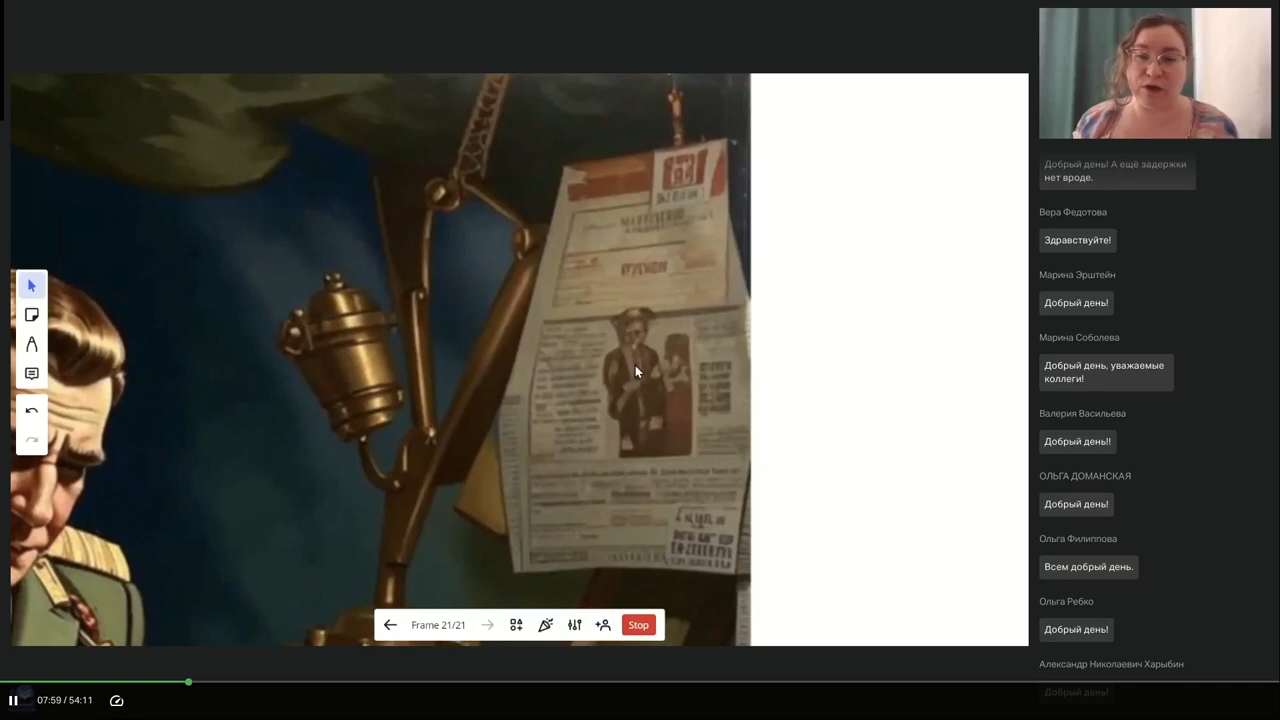 Добрый день! А ещё задержки
нет вроде.
Вера Федотова
Здравствуйте!
Марина Эрштейн
Добрый день!
Марина Соболева
Добрый день, уважаемые
коллеги!
Валерия Васильева
Добрый день!!
ОЛЬГА ДОМАНСКАЯ
Добрый день!
Ольга Филиппова
Всем добрый день.
Ольга Ребко
Добрый день!
Александр Николаевич Харыбин
Добрый день!
Frame 21/21
Stop
07:59 / 54:11